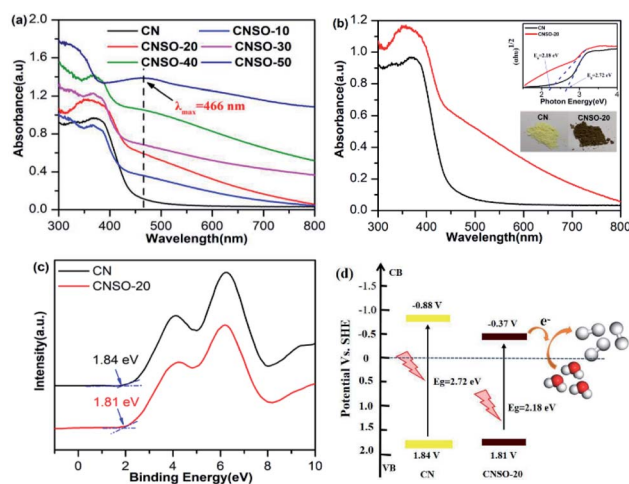 (a)
CN
CNSO-10
CNSO-20
CNSO-30
CNSO-40
CNSO-50
λmax=466 nm
Absorbance(a.u)
2.0
1.6
1.2
0.8
0.4
0.0
300 400 500 600 700 800
Wavelength(nm)
(b)
CN
CNSO-20
(ahv)1/2
Eg=2.18 eV
Eg=2.72 eV
2 3 4
Photon Energy(eV)
CN CNSO-20
Absorbance(a.u)
1.2
1.0
0.8
0.6
0.4
0.2
0.0
300 400 500 600 700 800
Wavelength(nm)
(c)
CN
CNSO-20
1.84 eV
1.81 eV
Intensity(a.u.)
0 2 4 6 8 10
Binding Energy(eV)
(d)
CB
Potential Vs. SHE
-1.5
-1.0
-0.5
0
0.5
1.0
1.5
2.0
VB
-0.88 V
-0.37 V
e-
Eg=2.72 eV
Eg=2.18 eV
1.84 V
1.81 V
CN
CNSO-20